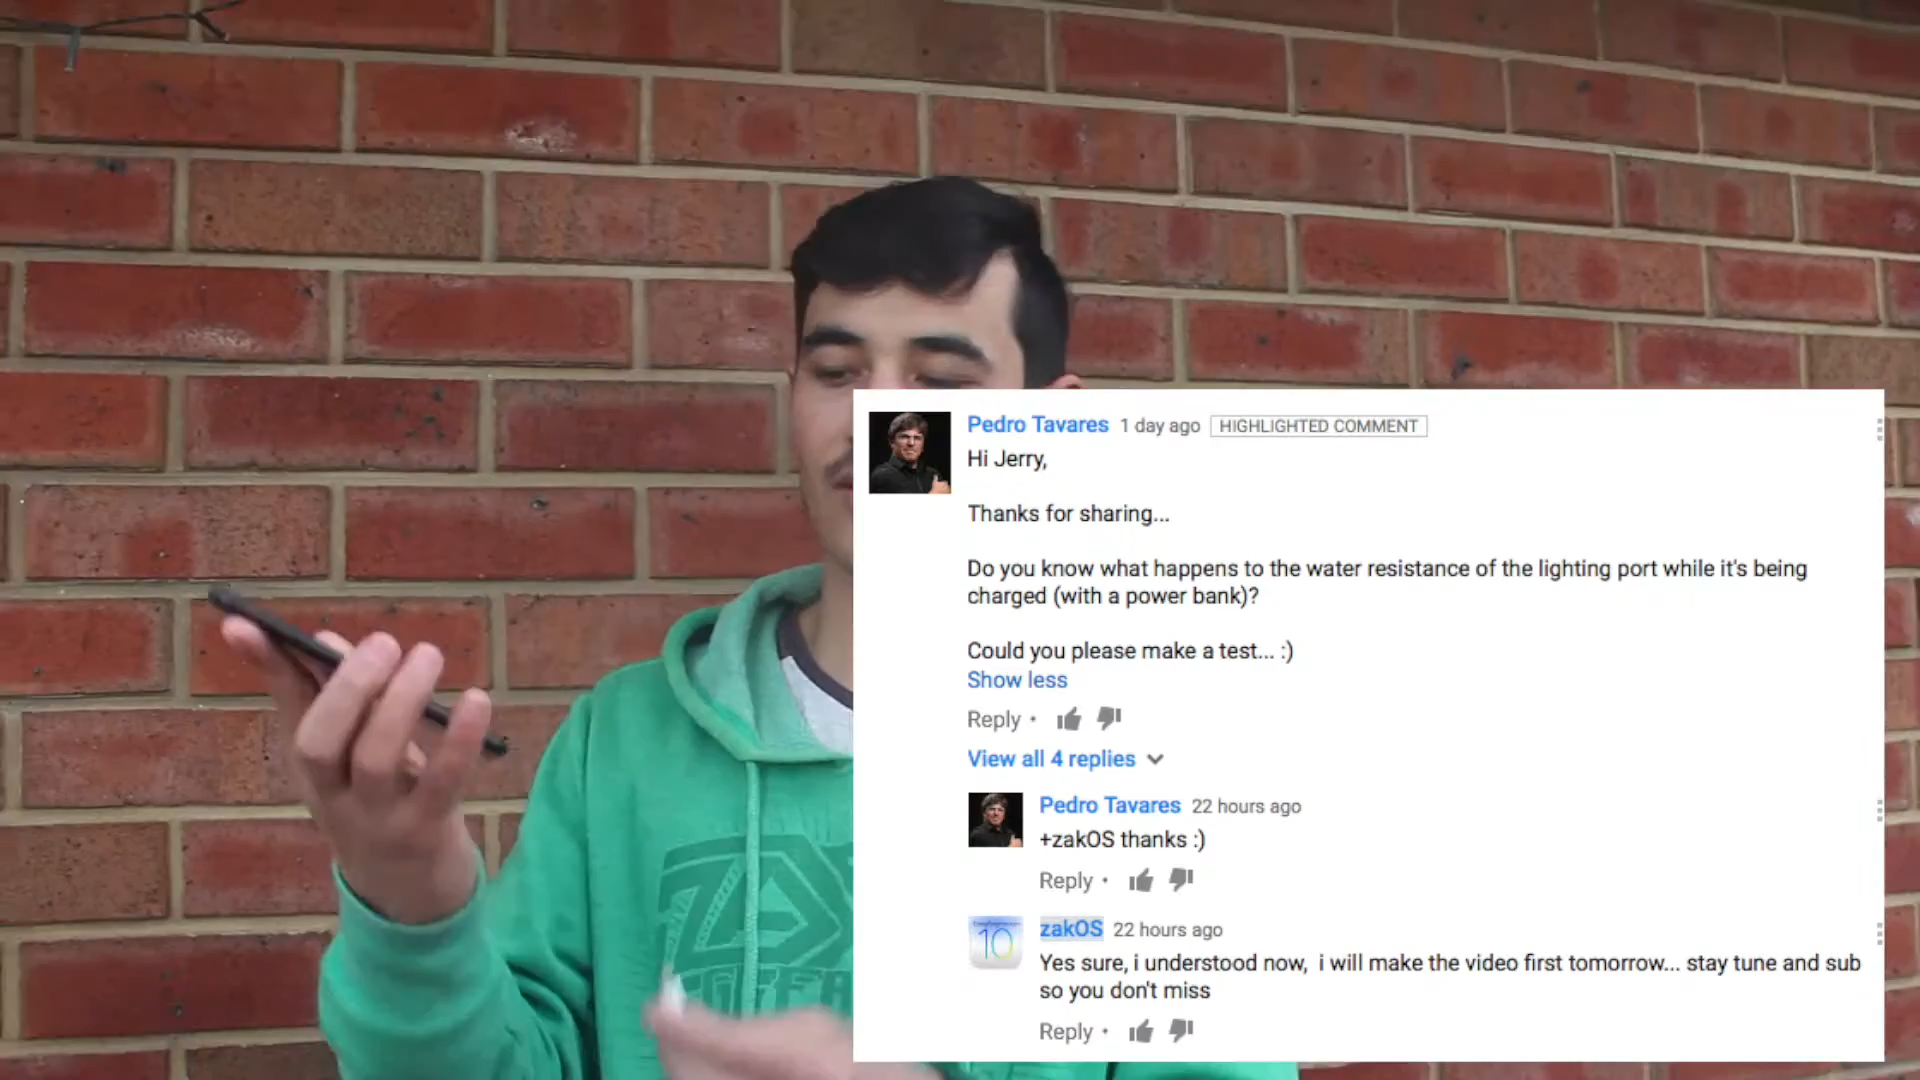 Pedro Tavares 1 day ago HIGHLIGHTED COMMENT
Hi Jerry,
Thanks for sharing...
Do you know what happens to the water resistance of the lighting port while it's being
charged (with a power bank)?
Could you please make a test... :)
Show less
Reply •
View all 4 replies
Pedro Tavares 22 hours ago
+zakOS thanks :)
Reply •
10
zakOS 22 hours ago
Yes sure, i understood now, i will make the video first tomorrow... stay tune and sub
so you don't miss
Reply •